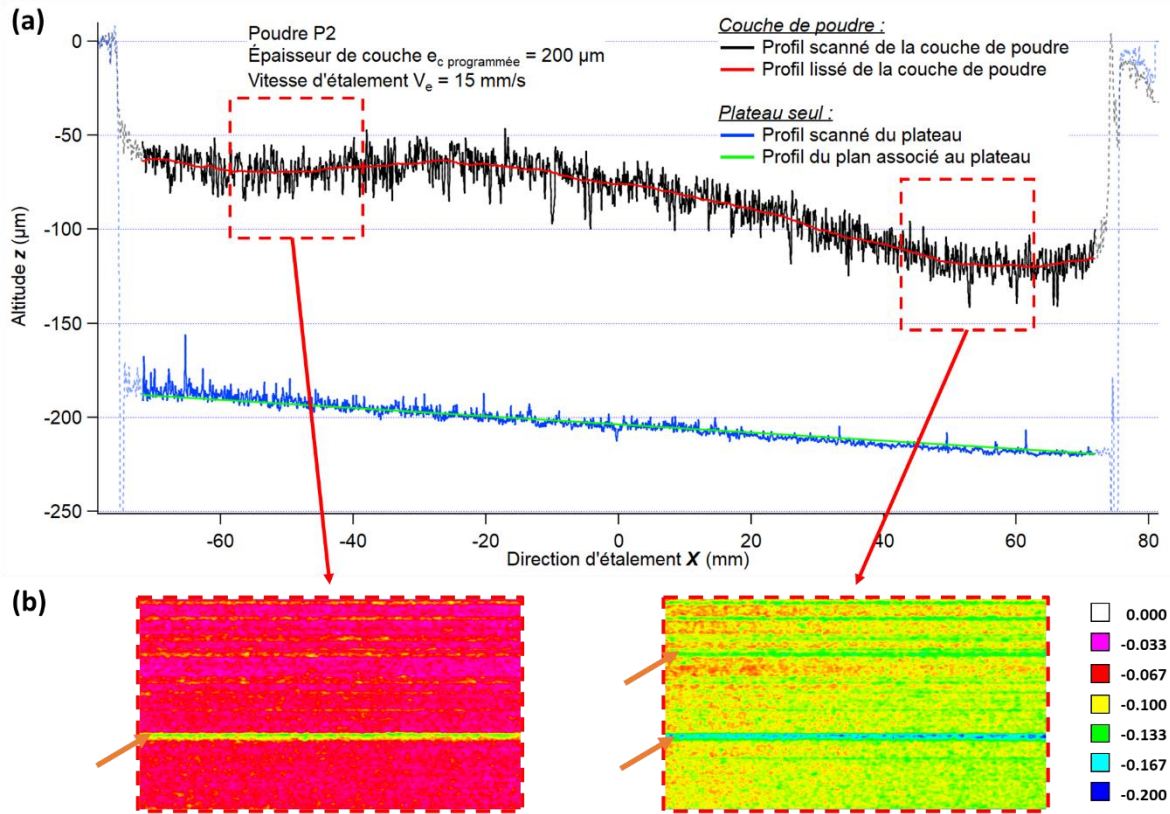 (a)
Poudre P2
Épaisseur de couche ec programmée = 200 µm
Vitesse d'étalement Ve = 15 mm/s
Couche de poudre :
Profil scanné de la couche de poudre
Profil lissé de la couche de poudre
Plateau seul :
Profil scanné du plateau
Profil du plan associé au plateau
Altitude z (µm)
0
-50
-100
-150
-200
-250
-60
-40
-20
0
20
40
60
80
Direction d'étalement X (mm)
(b)
0.000
-0.033
-0.067
-0.100
-0.133
-0.167
-0.200